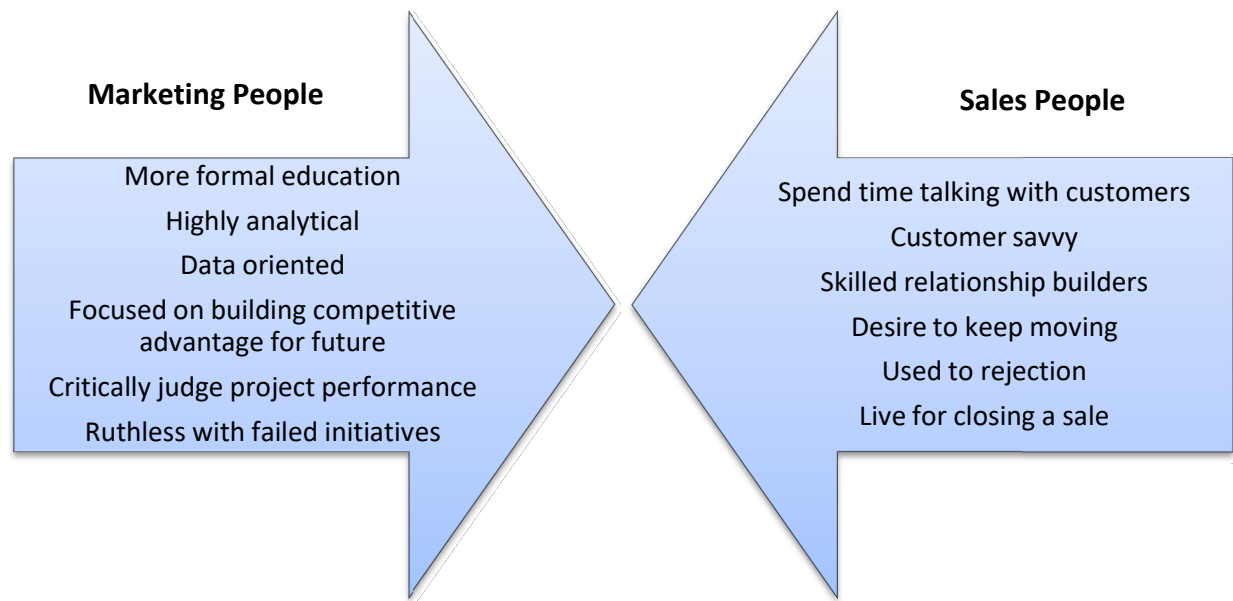 Marketing People
More formal education
Highly analytical
Data oriented
Focused on building competitive
advantage for future
Critically judge project performance
Ruthless with failed initiatives
Sales People
Spend time talking with customers
Customer savvy
Skilled relationship builders
Desire to keep moving
Used to rejection
Live for closing a sale